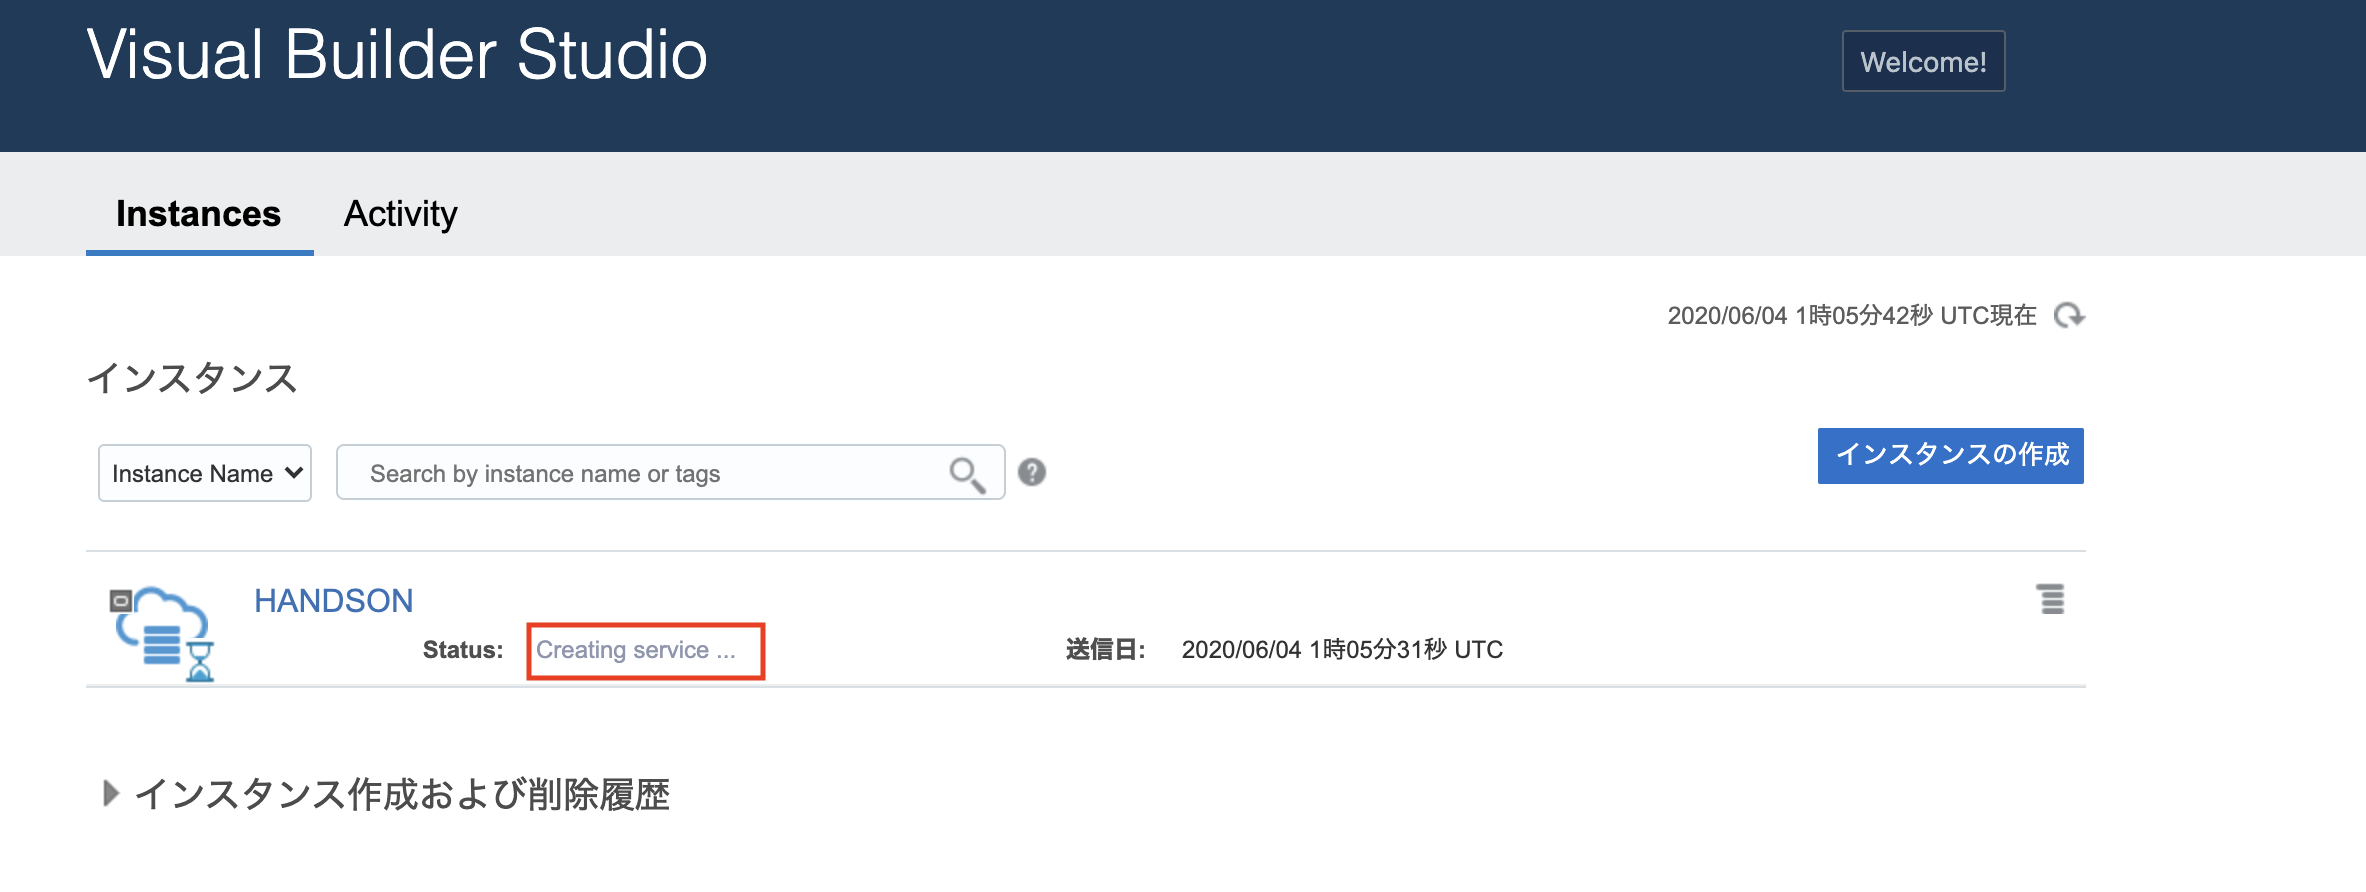 Visual Builder Studio
Welcome!
Instances
Activity
2020/06/04 1時05分42秒 UTC現在
インスタンス
Instance Name
Search by instance name or tags
?
インスタンスの作成
HANDSON
Status: Creating service ...
送信日: 2020/06/04 1時05分31秒 UTC
インスタンス作成および削除履歴